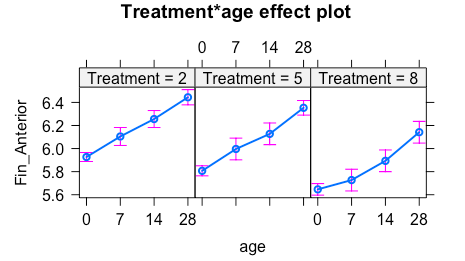 Treatment*age effect plot
0 7 14 28
Treatment = 2 Treatment = 5 Treatment = 8
Fin_Anterior
6.4
6.2
6.0
5.8
5.6
0 7 14 28 0 7 14 28
age